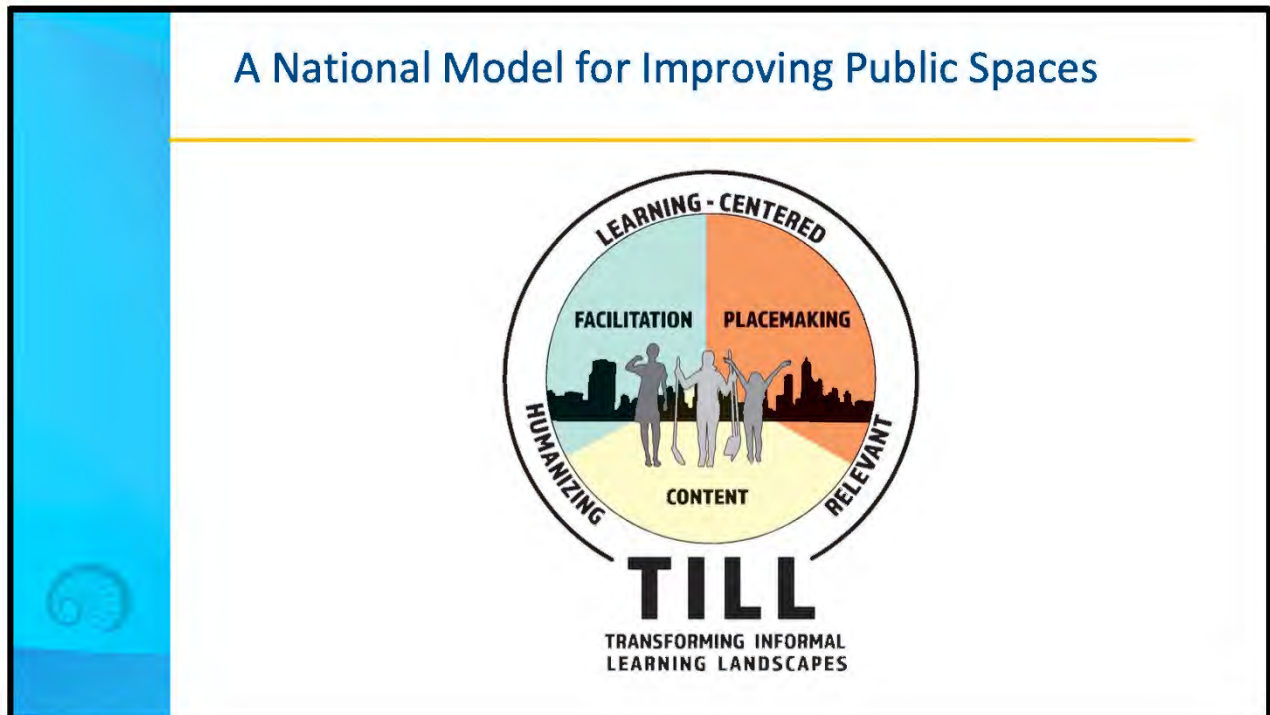 A National Model for Improving Public Spaces
LEARNING - CENTERED
FACILITATION
PLACEMAKING
HUMANIZING
RELEVANT
CONTENT
TILL
TRANSFORMING INFORMAL
LEARNING LANDSCAPES